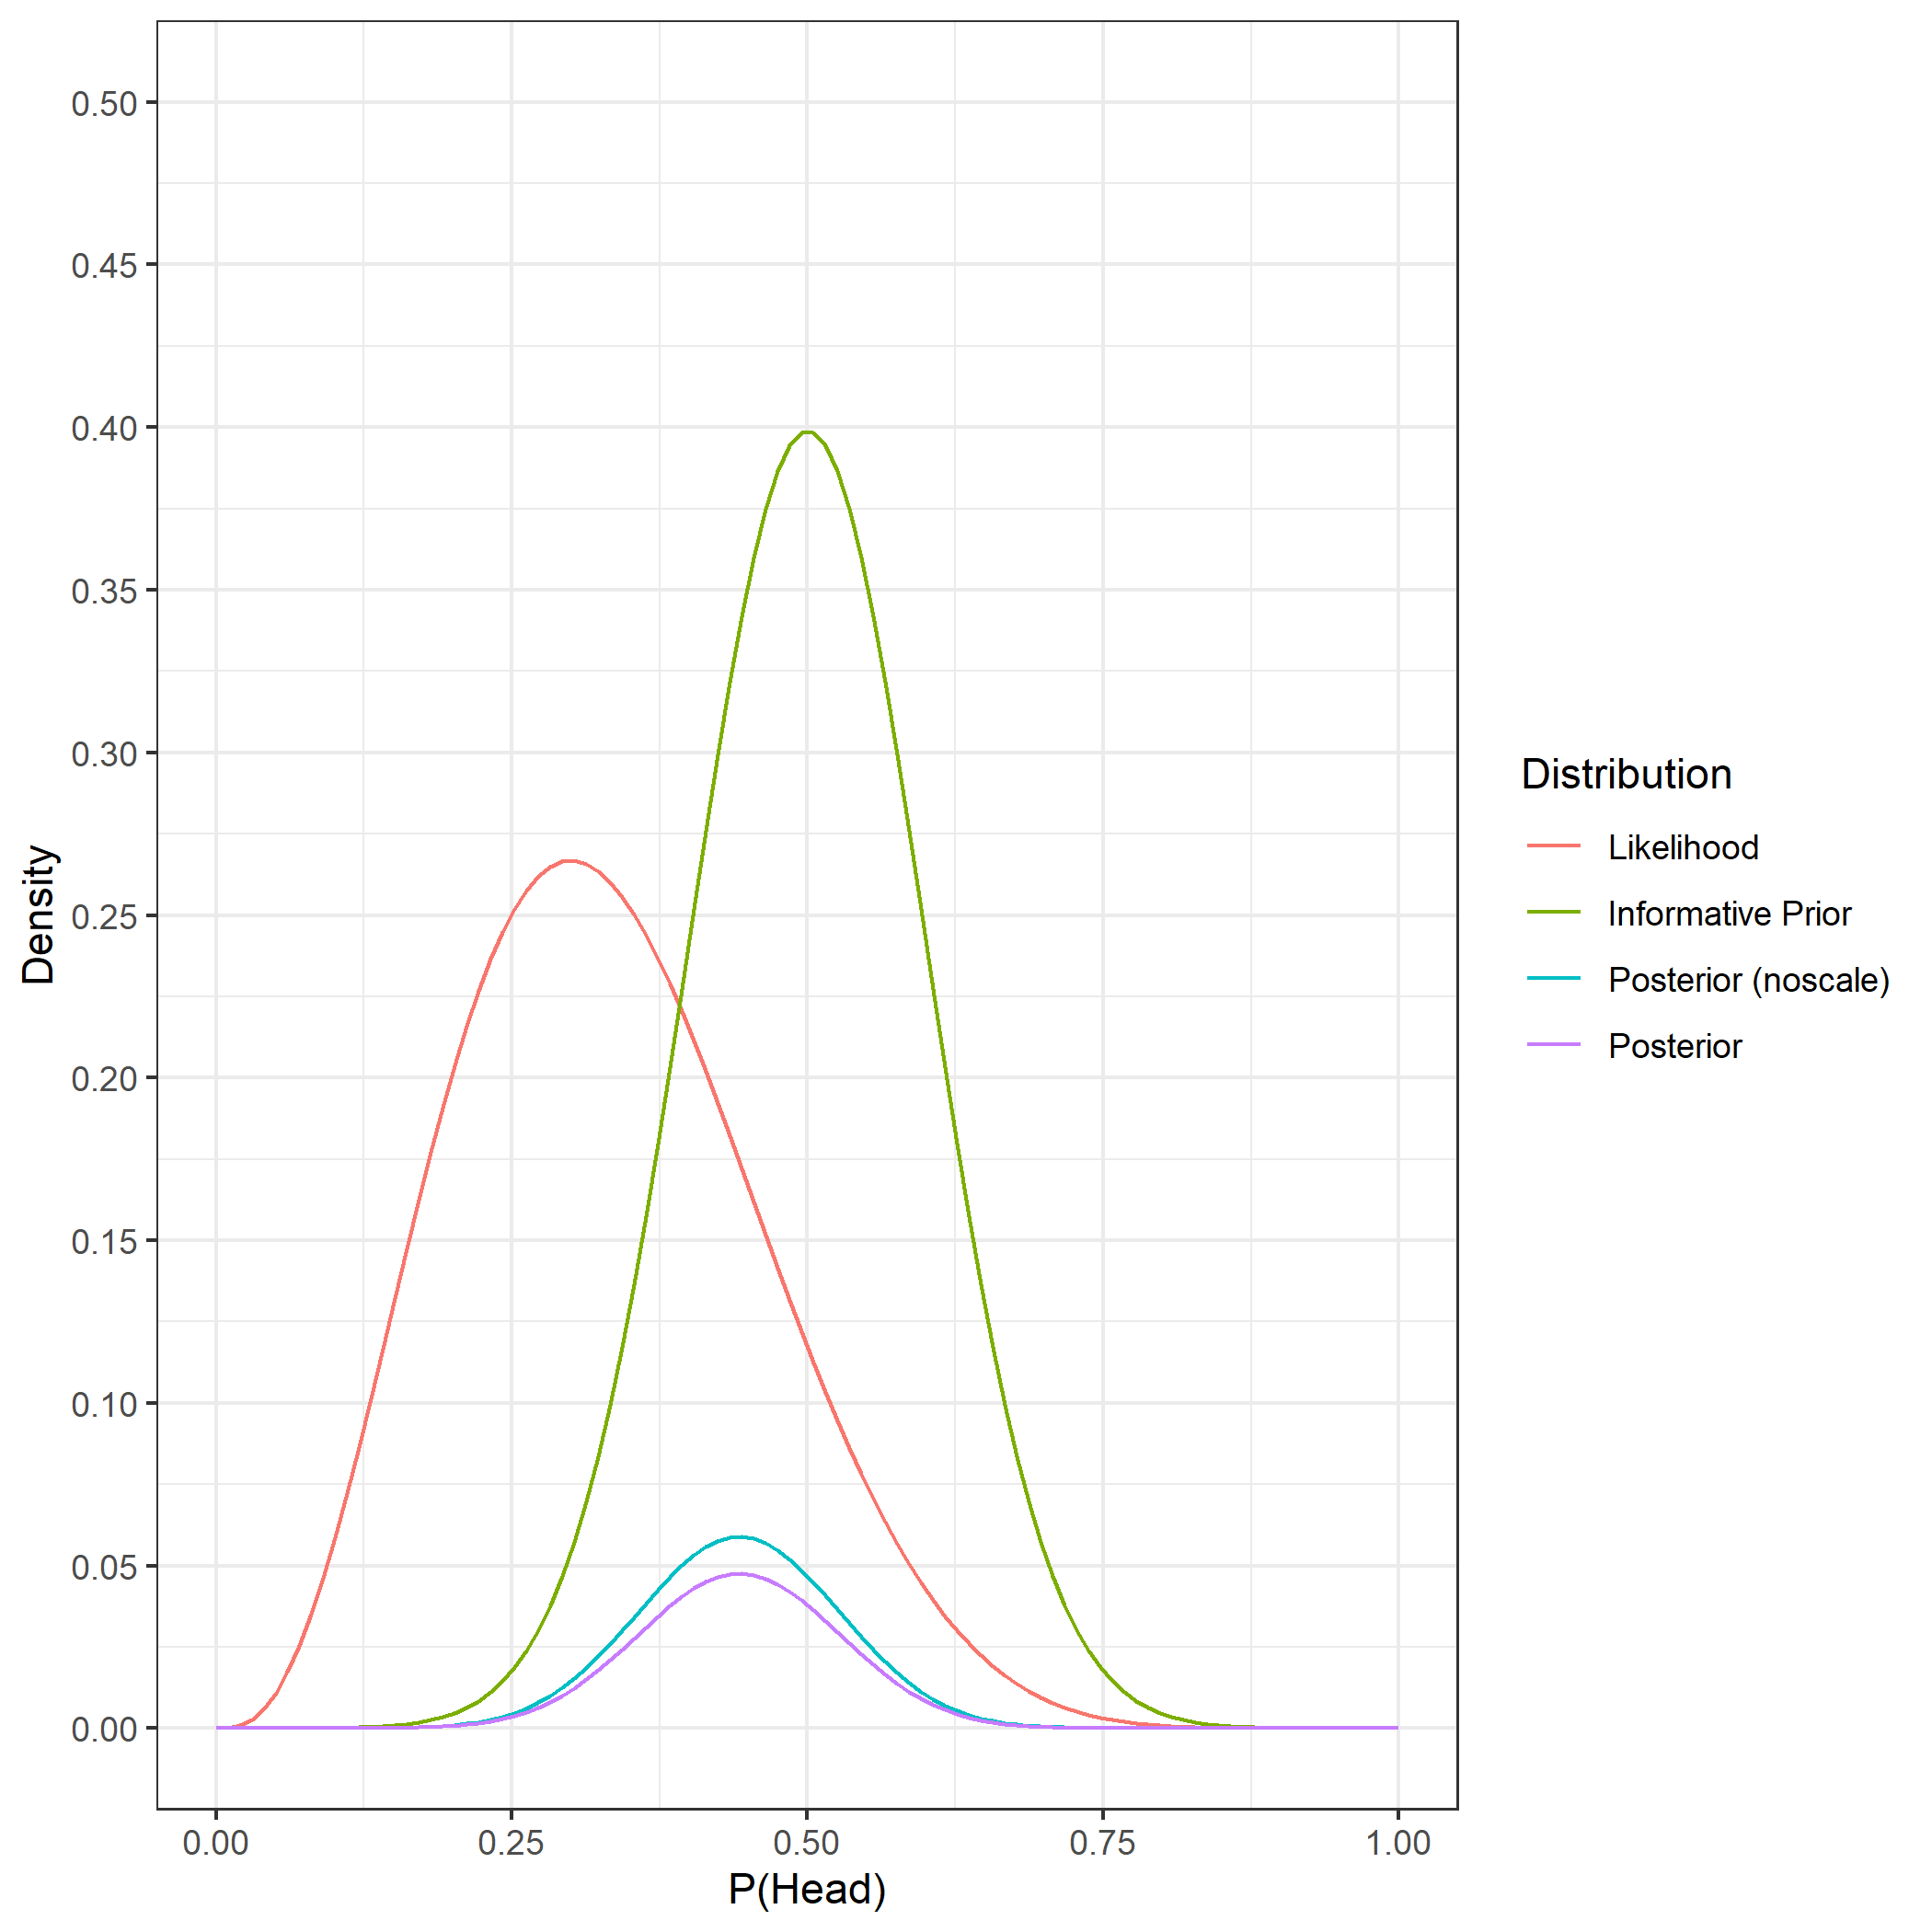 0.50
0.45
0.40
0.35
0.30
0.25
0.20
0.15
0.10
0.05
0.00
Density
0.00 0.25 0.50 0.75 1.00
P(Head)
Distribution
Likelihood
Informative Prior
Posterior (noscale)
Posterior